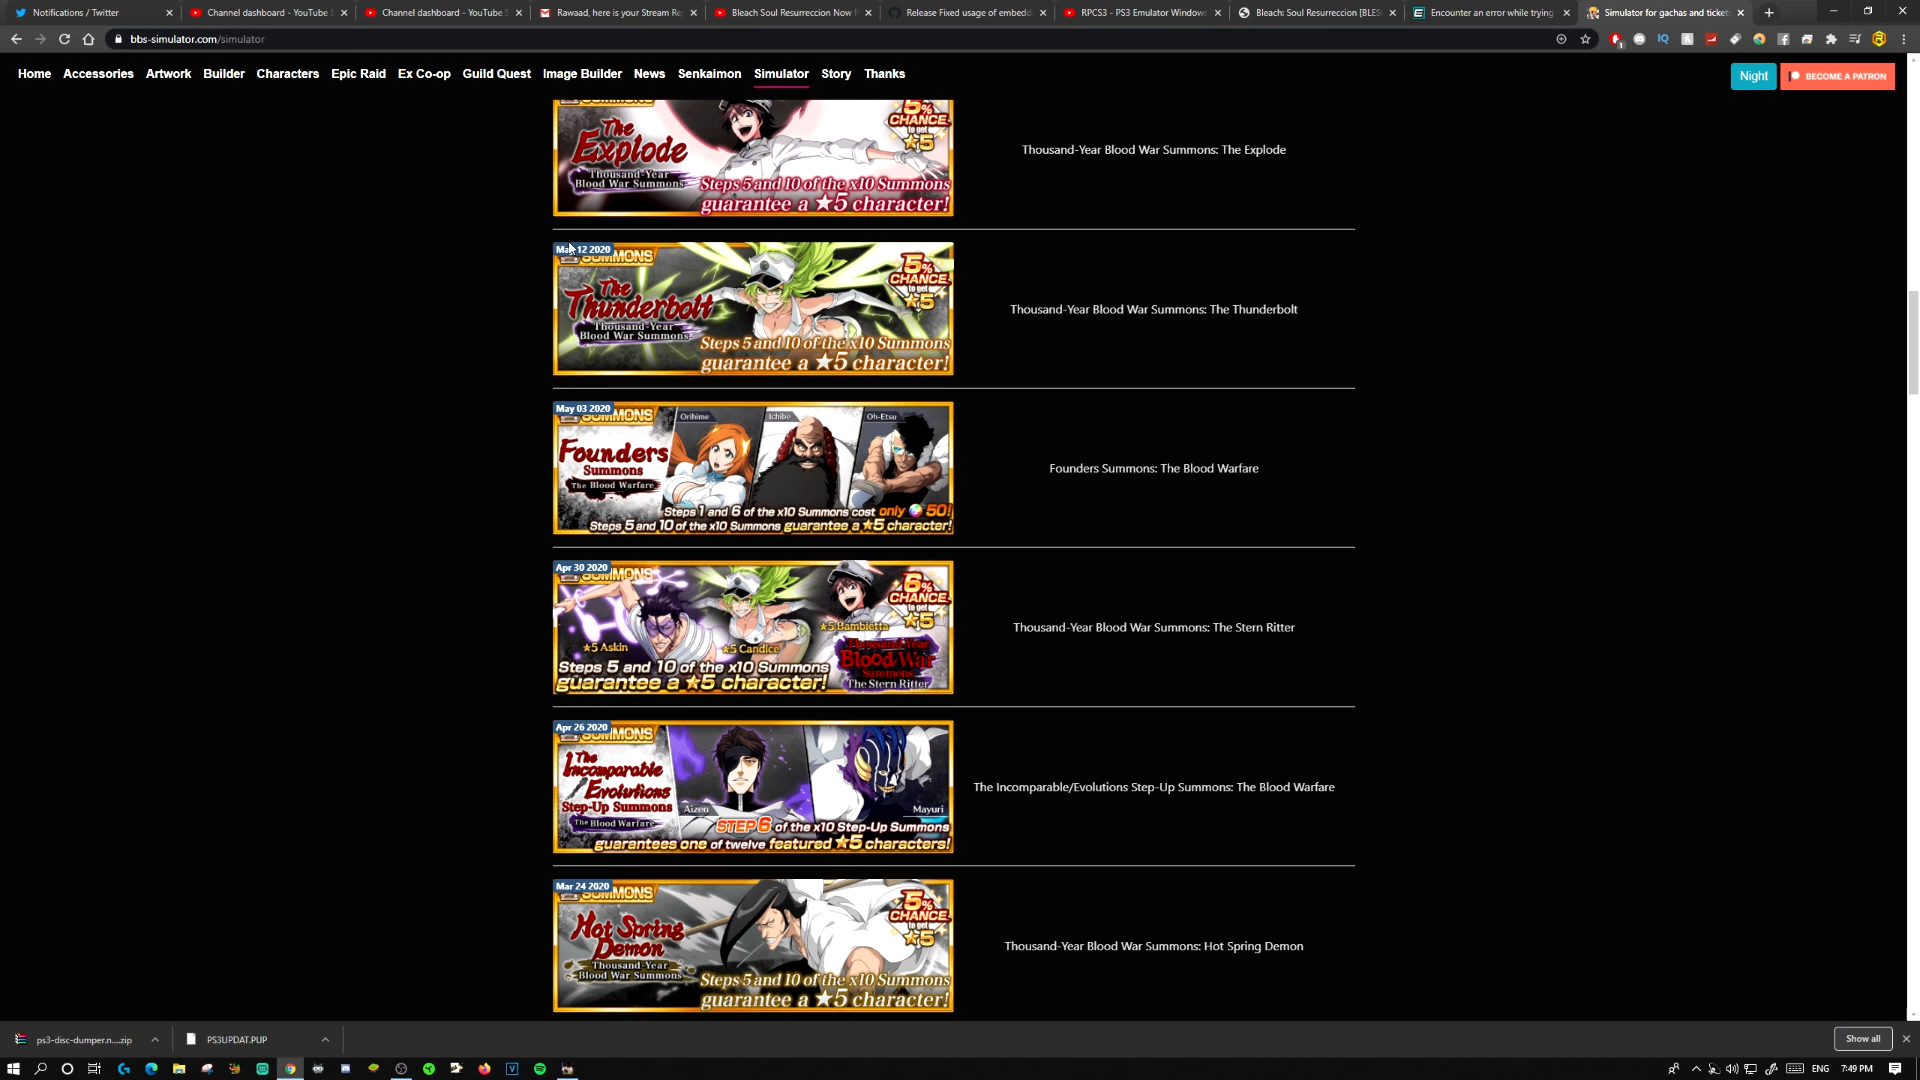 Notifications / Twitter
Channel dashboard - YouTube S
Channel dashboard - YouTube S
Rawaad, here is your Stream Re
Bleach Soul Resurreccion Now P
Release Fixed usage of embedd
RPCS3 - PS3 Emulator Windows
Bleach: Soul Resurreccion [BLES
Encounter an error while trying
Simulator for gachas and ticket
bbs-simulator.com/simulator
Home Accessories Artwork Builder Characters Epic Raid Ex Co-op Guild Quest Image Builder News Senkaimon Simulator Story Thanks
Night
BECOME A PATRON
SUMMONS
The Explode
Thousand-Year
Blood War Summons
5%
CHANCE
to get
★5
Steps 5 and 10 of the x10 Summons
guarantee a ★5 character!
Thousand-Year Blood War Summons: The Explode
12 2020
SUMMONS
The Thunderbolt
Thousand-Year
Blood War Summons
5%
CHANCE
to get
★5
Steps 5 and 10 of the x10 Summons
guarantee a ★5 character!
Thousand-Year Blood War Summons: The Thunderbolt
May 03 2020
SUMMONS
Founders
Summons
The Blood Warfare
Orihime
Ichibe
Oh-Etsu
Steps 1 and 6 of the x10 Summons cost only 50!
Steps 5 and 10 of the x10 Summons guarantee a ★5 character!
Founders Summons: The Blood Warfare
Apr 30 2020
SUMMONS
★5 Askin
★5 Candice
★5 Bambietta
6%
CHANCE
to get
★5
Thousand-Year
Blood War
Summons
The Stern Ritter
Steps 5 and 10 of the x10 Summons
guarantee a ★5 character!
Thousand-Year Blood War Summons: The Stern Ritter
Apr 26 2020
SUMMONS
The
Incomparable
Evolutions
Step-Up Summons
The Blood Warfare
Aizen
Mayuri
STEP 6 of the x10 Step-Up Summons
guarantees one of twelve featured ★5 characters!
The Incomparable/Evolutions Step-Up Summons: The Blood Warfare
Mar 24 2020
SUMMONS
Hot Spring
Demon
Thousand-Year
Blood War Summons
5%
CHANCE
to get
★5
Steps 5 and 10 of the x10 Summons
guarantee a ★5 character!
Thousand-Year Blood War Summons: Hot Spring Demon
ps3-disc-dumper.n....zip
PS3UPDAT.PUP
Show all
ENG
7:49 PM